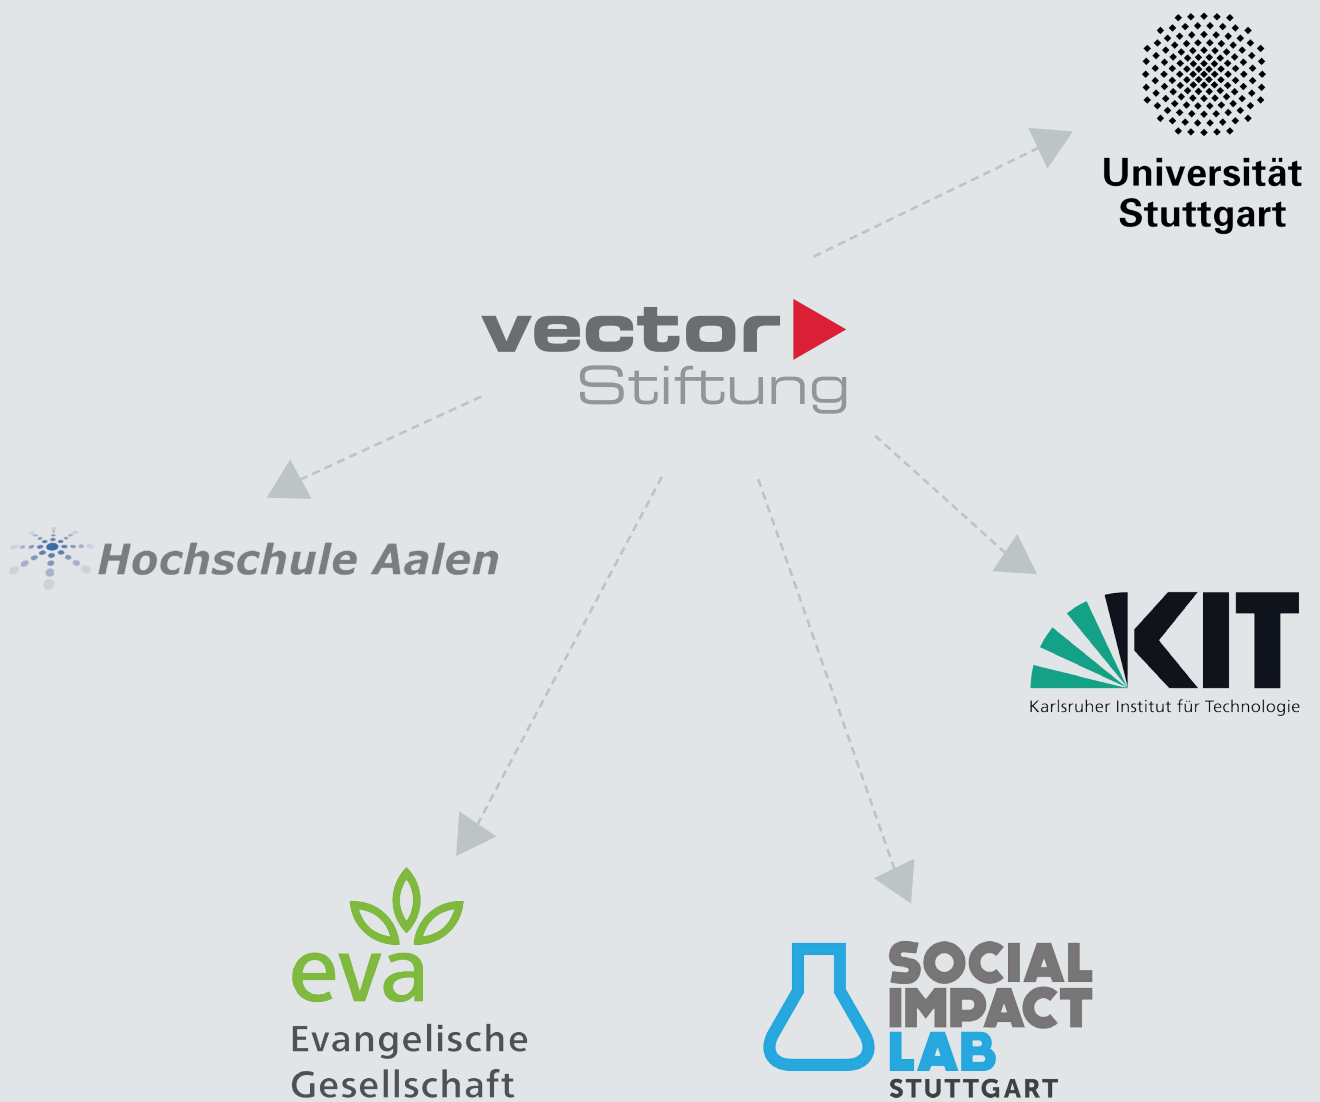 Universität
Stuttgart
vector
Stiftung
Hochschule Aalen
KIT
Karlsruher Institut für Technologie
eva
Evangelische
Gesellschaft
SOCIAL
IMPACT
LAB
STUTTGART